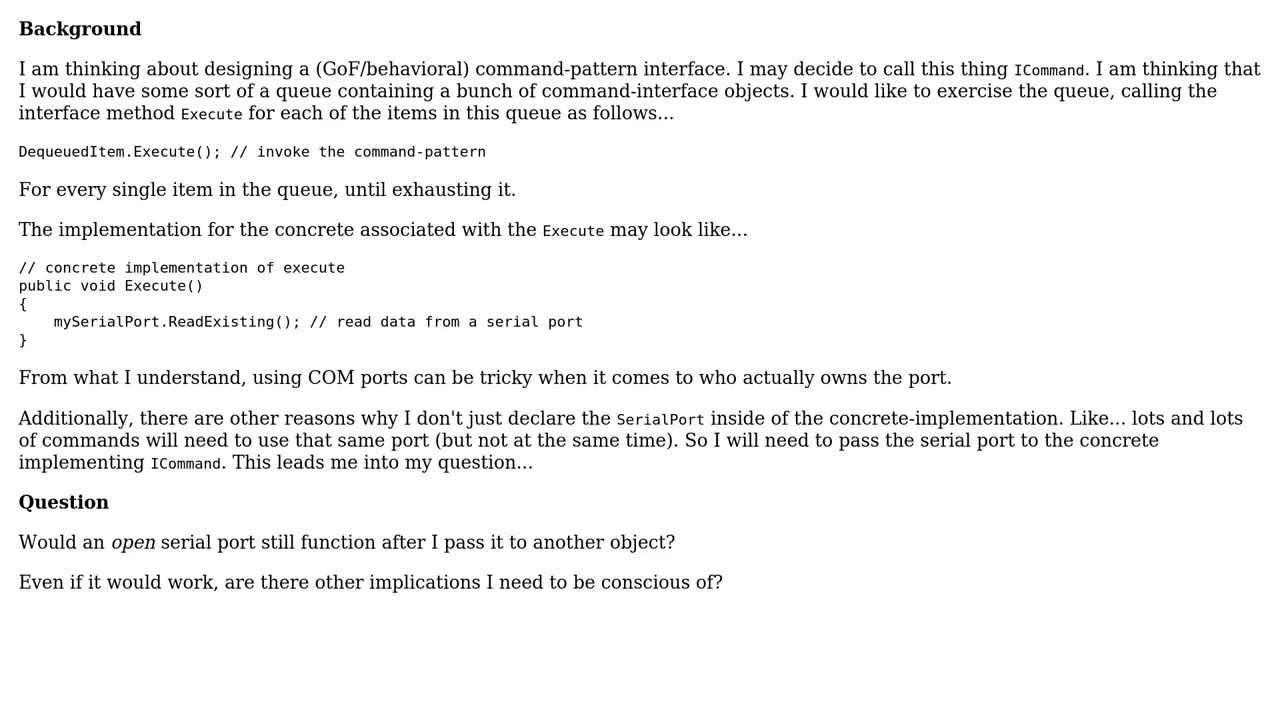 Background
I am thinking about designing a (GoF/behavioral) command-pattern interface. I may decide to call this thing ICommand. I am thinking that
I would have some sort of a queue containing a bunch of command-interface objects. I would like to exercise the queue, calling the
interface method Execute for each of the items in this queue as follows...
DequeuedItem.Execute(); // invoke the command-pattern
For every single item in the queue, until exhausting it.
The implementation for the concrete associated with the Execute may look like...
// concrete implementation of execute
public void Execute()
{
    mySerialPort.ReadExisting(); // read data from a serial port
}
From what I understand, using COM ports can be tricky when it comes to who actually owns the port.
Additionally, there are other reasons why I don't just declare the SerialPort inside of the concrete-implementation. Like... lots and lots
of commands will need to use that same port (but not at the same time). So I will need to pass the serial port to the concrete
implementing ICommand. This leads me into my question...
Question
Would an open serial port still function after I pass it to another object?
Even if it would work, are there other implications I need to be conscious of?